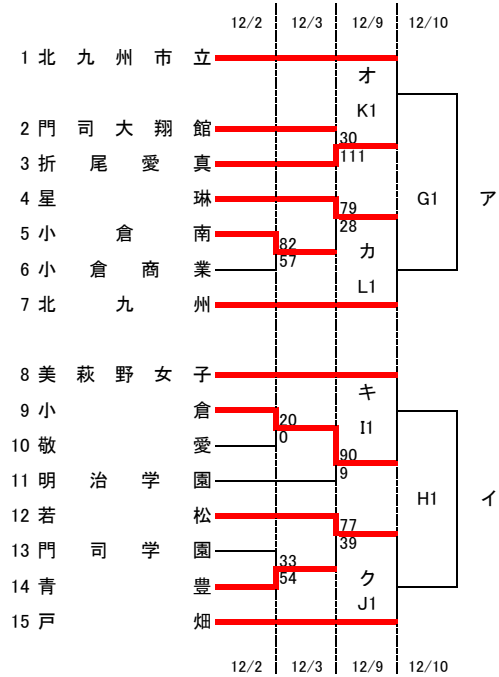 12/2 12/3 12/9 12/10
1 北九州市立
オ
K1
2 門司大翔館
30
3 折尾愛真
111
4 星琳
79
G1 ア
5 小倉南
28
82
カ
6 小倉商業
57
L1
7 北九州
8 美萩野女子
キ
9 小倉
20
I1
10 敬愛
0
90
11 明治学園
9
H1 イ
12 若松
77
13 門司学園
39
33
14 青豊
54
ク
J1
15 戸畑
12/2 12/3 12/9 12/10